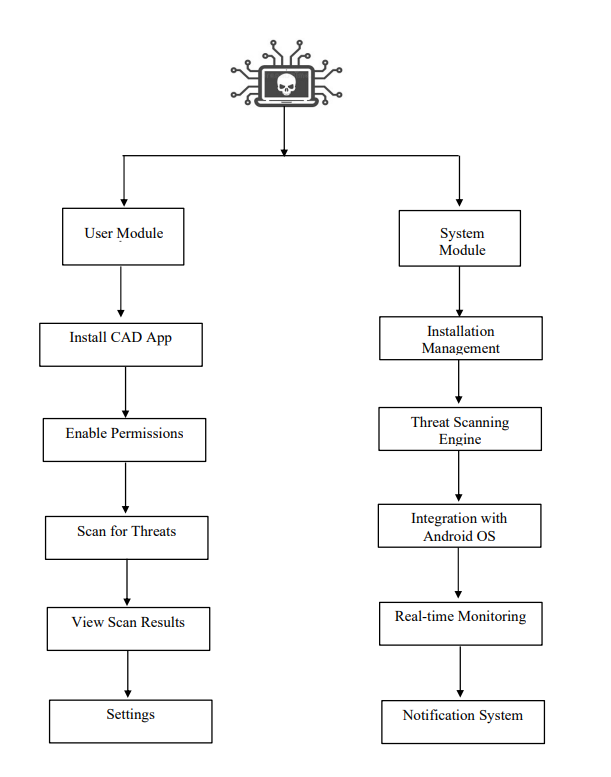 User Module
System
Module
Install CAD App
Installation
Management
Enable Permissions
Threat Scanning
Engine
Scan for Threats
Integration with
Android OS
View Scan Results
Real-time Monitoring
Settings
Notification System